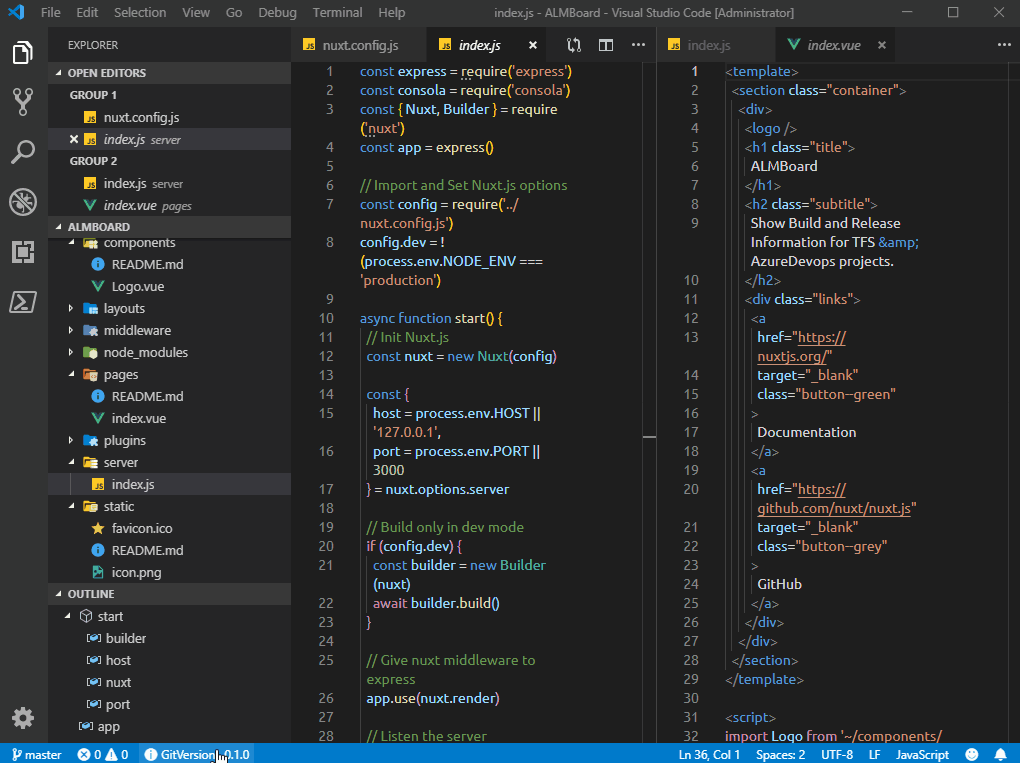 File Edit Selection View Go Debug Terminal Help index.js - ALMBoard - Visual Studio Code [Administrator]
EXPLORER
OPEN EDITORS
GROUP 1
JS nuxt.config.js
JS index.js server
GROUP 2
JS index.js server
index.vue pages
ALMBOARD
components
README.md
Logo.vue
layouts
middleware
node_modules
pages
README.md
index.vue
plugins
server
JS index.js
static
favicon.ico
README.md
icon.png
OUTLINE
start
builder
host
nuxt
port
app
JS nuxt.config.js JS index.js
1 const express = require('express')
2 const consola = require('consola')
3 const { Nuxt, Builder } = require
('nuxt')
4 const app = express()
5
6 // Import and Set Nuxt.js options
7 const config = require('../
nuxt.config.js')
8 config.dev = !
(process.env.NODE_ENV ===
'production')
9
10 async function start() {
11 // Init Nuxt.js
12 const nuxt = new Nuxt(config)
13
14 const {
15 host = process.env.HOST ||
'127.0.0.1',
16 port = process.env.PORT ||
3000
17 } = nuxt.options.server
18
19 // Build only in dev mode
20 if (config.dev) {
21 const builder = new Builder
(nuxt)
22 await builder.build()
23 }
24
25 // Give nuxt middleware to
express
26 app.use(nuxt.render)
27
28 // Listen the server
JS index.js index.vue
1 <template>
2 <section class="container">
3 <div>
4 <logo />
5 <h1 class="title">
6 ALMBoard
7 </h1>
8 <h2 class="subtitle">
9 Show Build and Release
Information for TFS &amp;
AzureDevops projects.
10 </h2>
11 <div class="links">
12 <a
13 href="https://
nuxtjs.org/"
14 target="_blank"
15 class="button--green"
16 >
17 Documentation
18 </a>
19 <a
20 href="https://
github.com/nuxt/nuxt.js"
21 target="_blank"
22 class="button--grey"
23 >
24 GitHub
25 </a>
26 </div>
27 </div>
28 </section>
29 </template>
30
31 <script>
32 import Logo from '~/components/
master 0 0 GitVersion 0.1.0 Ln 36, Col 1 Spaces: 2 UTF-8 LF JavaScript